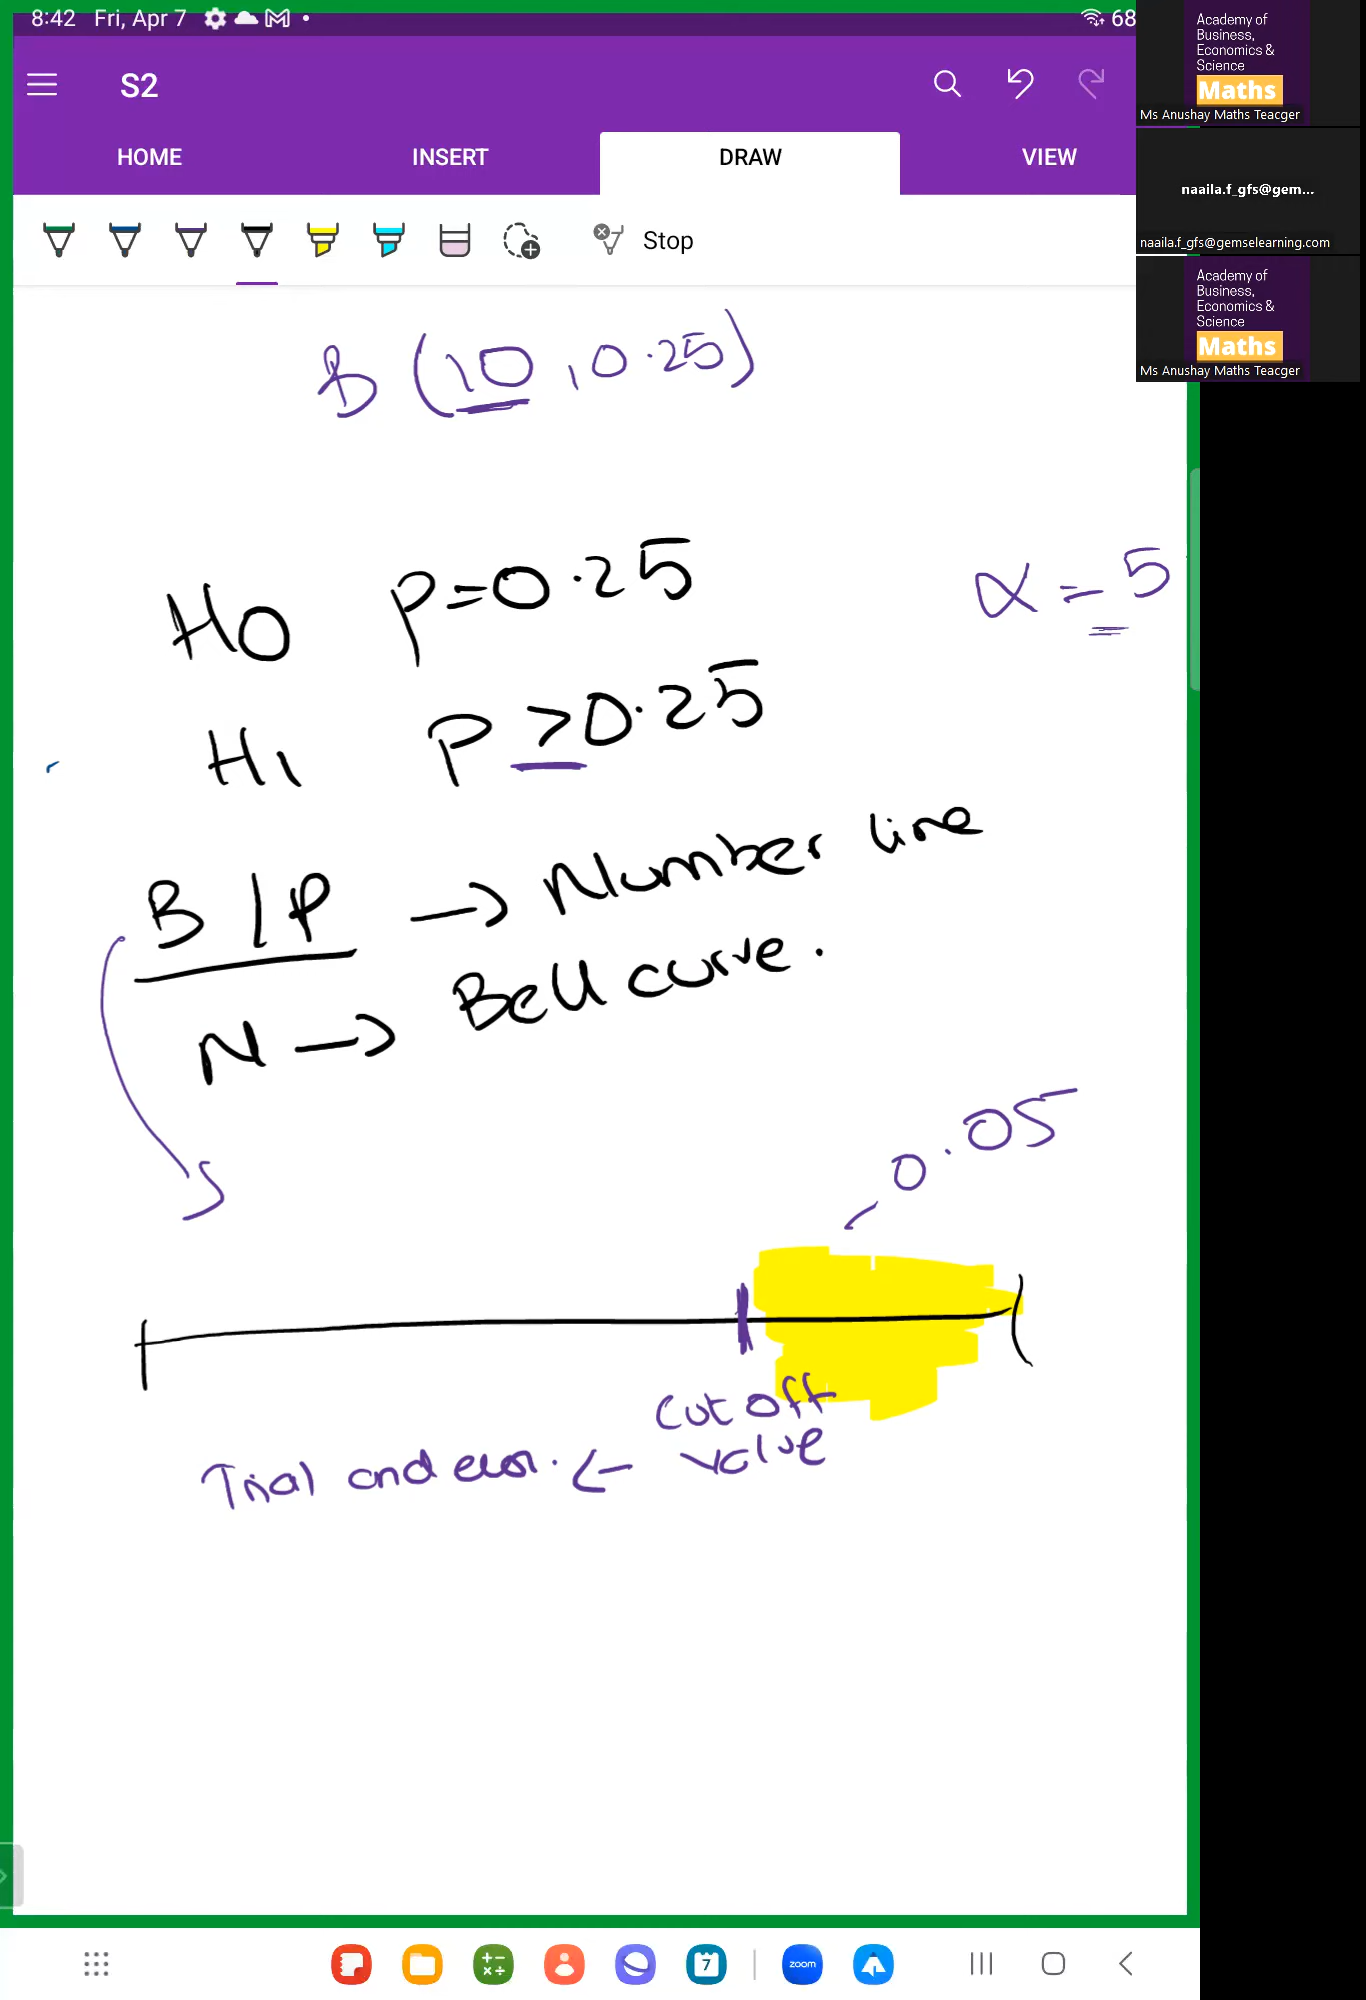 8:42 Fri, Apr 7
68
S2
HOME INSERT DRAW VIEW
Stop
Academy of
Business,
Economics &
Science
Maths
Ms Anushay Maths Teacger
naaila.f_gfs@gem...
naaila.f_gfs@gemselearning.com
Academy of
Business,
Economics &
Science
Maths
Ms Anushay Maths Teacger
B (10, 0.25)
H0 P=0.25
α = 5
H1 P >0.25
B / P → Number line
N → Bell curve.
0.05
Cut off
value
Trial and error. ←
7
zoom